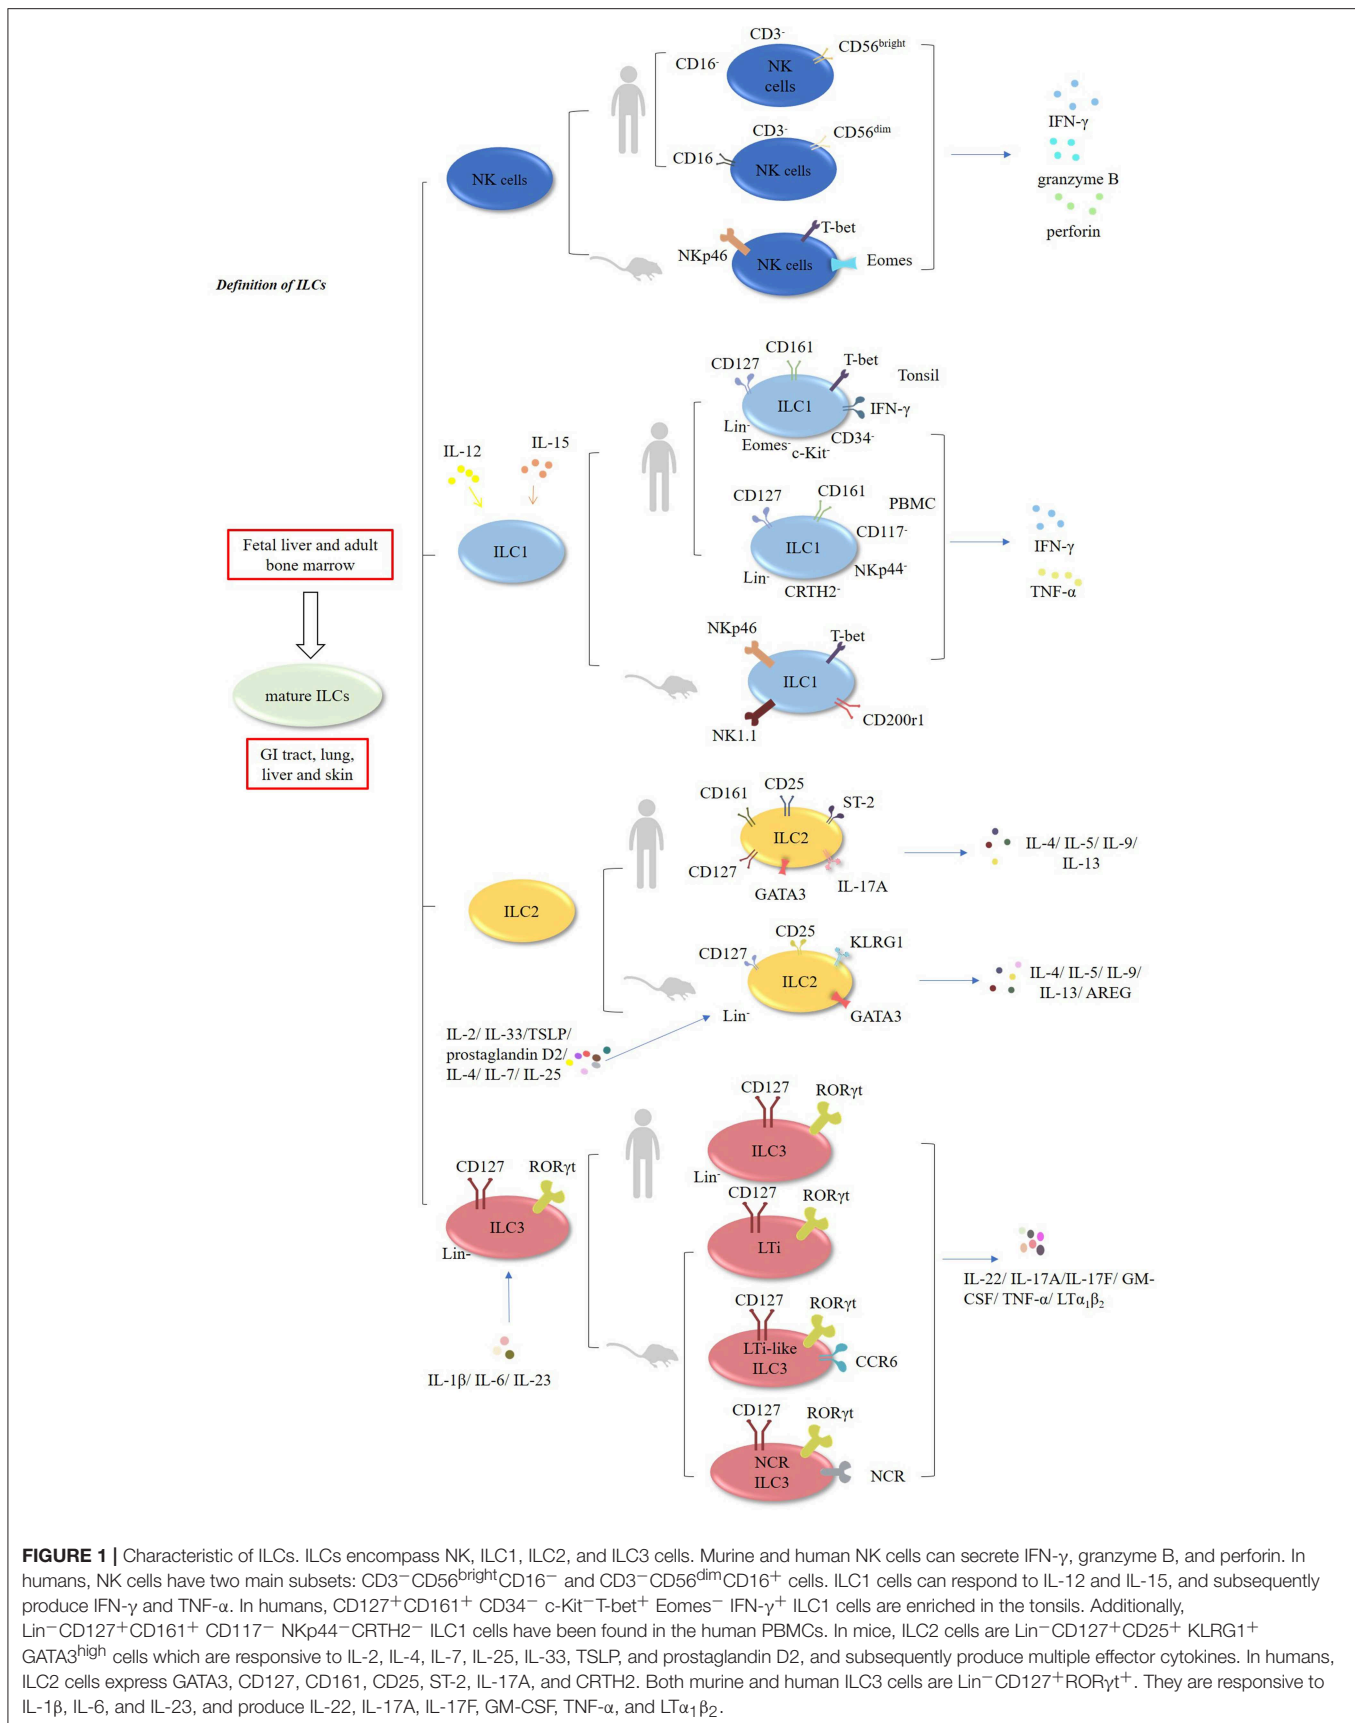 Definition of ILCs
Fetal liver and adult
bone marrow
mature ILCs
GI tract, lung,
liver and skin
NK cells
CD3-
CD16-
CD56bright
NK
cells
CD3-
CD56dim
CD16
NK cells
T-bet
NKp46
NK cells
Eomes
IFN-γ
granzyme B
perforin
IL-12
IL-15
ILC1
CD161
CD127
T-bet
Tonsil
ILC1
IFN-γ
Lin-
Eomes-
c-Kit-
CD34-
CD127
CD161
PBMC
CD117-
ILC1
NKp44-
Lin-
CRTH2-
NKp46
T-bet
ILC1
NK1.1
CD200r1
IFN-γ
TNF-α
ILC2
CD25
CD161
ST-2
ILC2
CD127
GATA3
IL-17A
IL-4/ IL-5/ IL-9/
IL-13
CD25
KLRG1
CD127
ILC2
Lin-
GATA3
IL-4/ IL-5/ IL-9/
IL-13/ AREG
IL-2/ IL-33/TSLP/
prostaglandin D2/
IL-4/ IL-7/ IL-25
CD127
RORγt
ILC3
Lin-
IL-1β/ IL-6/ IL-23
CD127
RORγt
ILC3
Lin-
CD127
RORγt
LTi
CD127
RORγt
LTi-like
ILC3
CCR6
CD127
RORγt
NCR
ILC3
NCR
IL-22/ IL-17A/IL-17F/ GM-
CSF/ TNF-α/ LTα1β2
FIGURE 1 | Characteristic of ILCs. ILCs encompass NK, ILC1, ILC2, and ILC3 cells. Murine and human NK cells can secrete IFN-γ, granzyme B, and perforin. In
humans, NK cells have two main subsets: CD3−CD56brightCD16− and CD3−CD56dimCD16+ cells. ILC1 cells can respond to IL-12 and IL-15, and subsequently
produce IFN-γ and TNF-α. In humans, CD127+CD161+ CD34− c-Kit−T-bet+ Eomes− IFN-γ+ ILC1 cells are enriched in the tonsils. Additionally,
Lin−CD127+CD161+ CD117− NKp44−CRTH2− ILC1 cells have been found in the human PBMCs. In mice, ILC2 cells are Lin−CD127+CD25+ KLRG1+
GATA3high cells which are responsive to IL-2, IL-4, IL-7, IL-25, IL-33, TSLP, and prostaglandin D2, and subsequently produce multiple effector cytokines. In humans,
ILC2 cells express GATA3, CD127, CD161, CD25, ST-2, IL-17A, and CRTH2. Both murine and human ILC3 cells are Lin−CD127+RORγt+. They are responsive to
IL-1β, IL-6, and IL-23, and produce IL-22, IL-17A, IL-17F, GM-CSF, TNF-α, and LTα1β2.